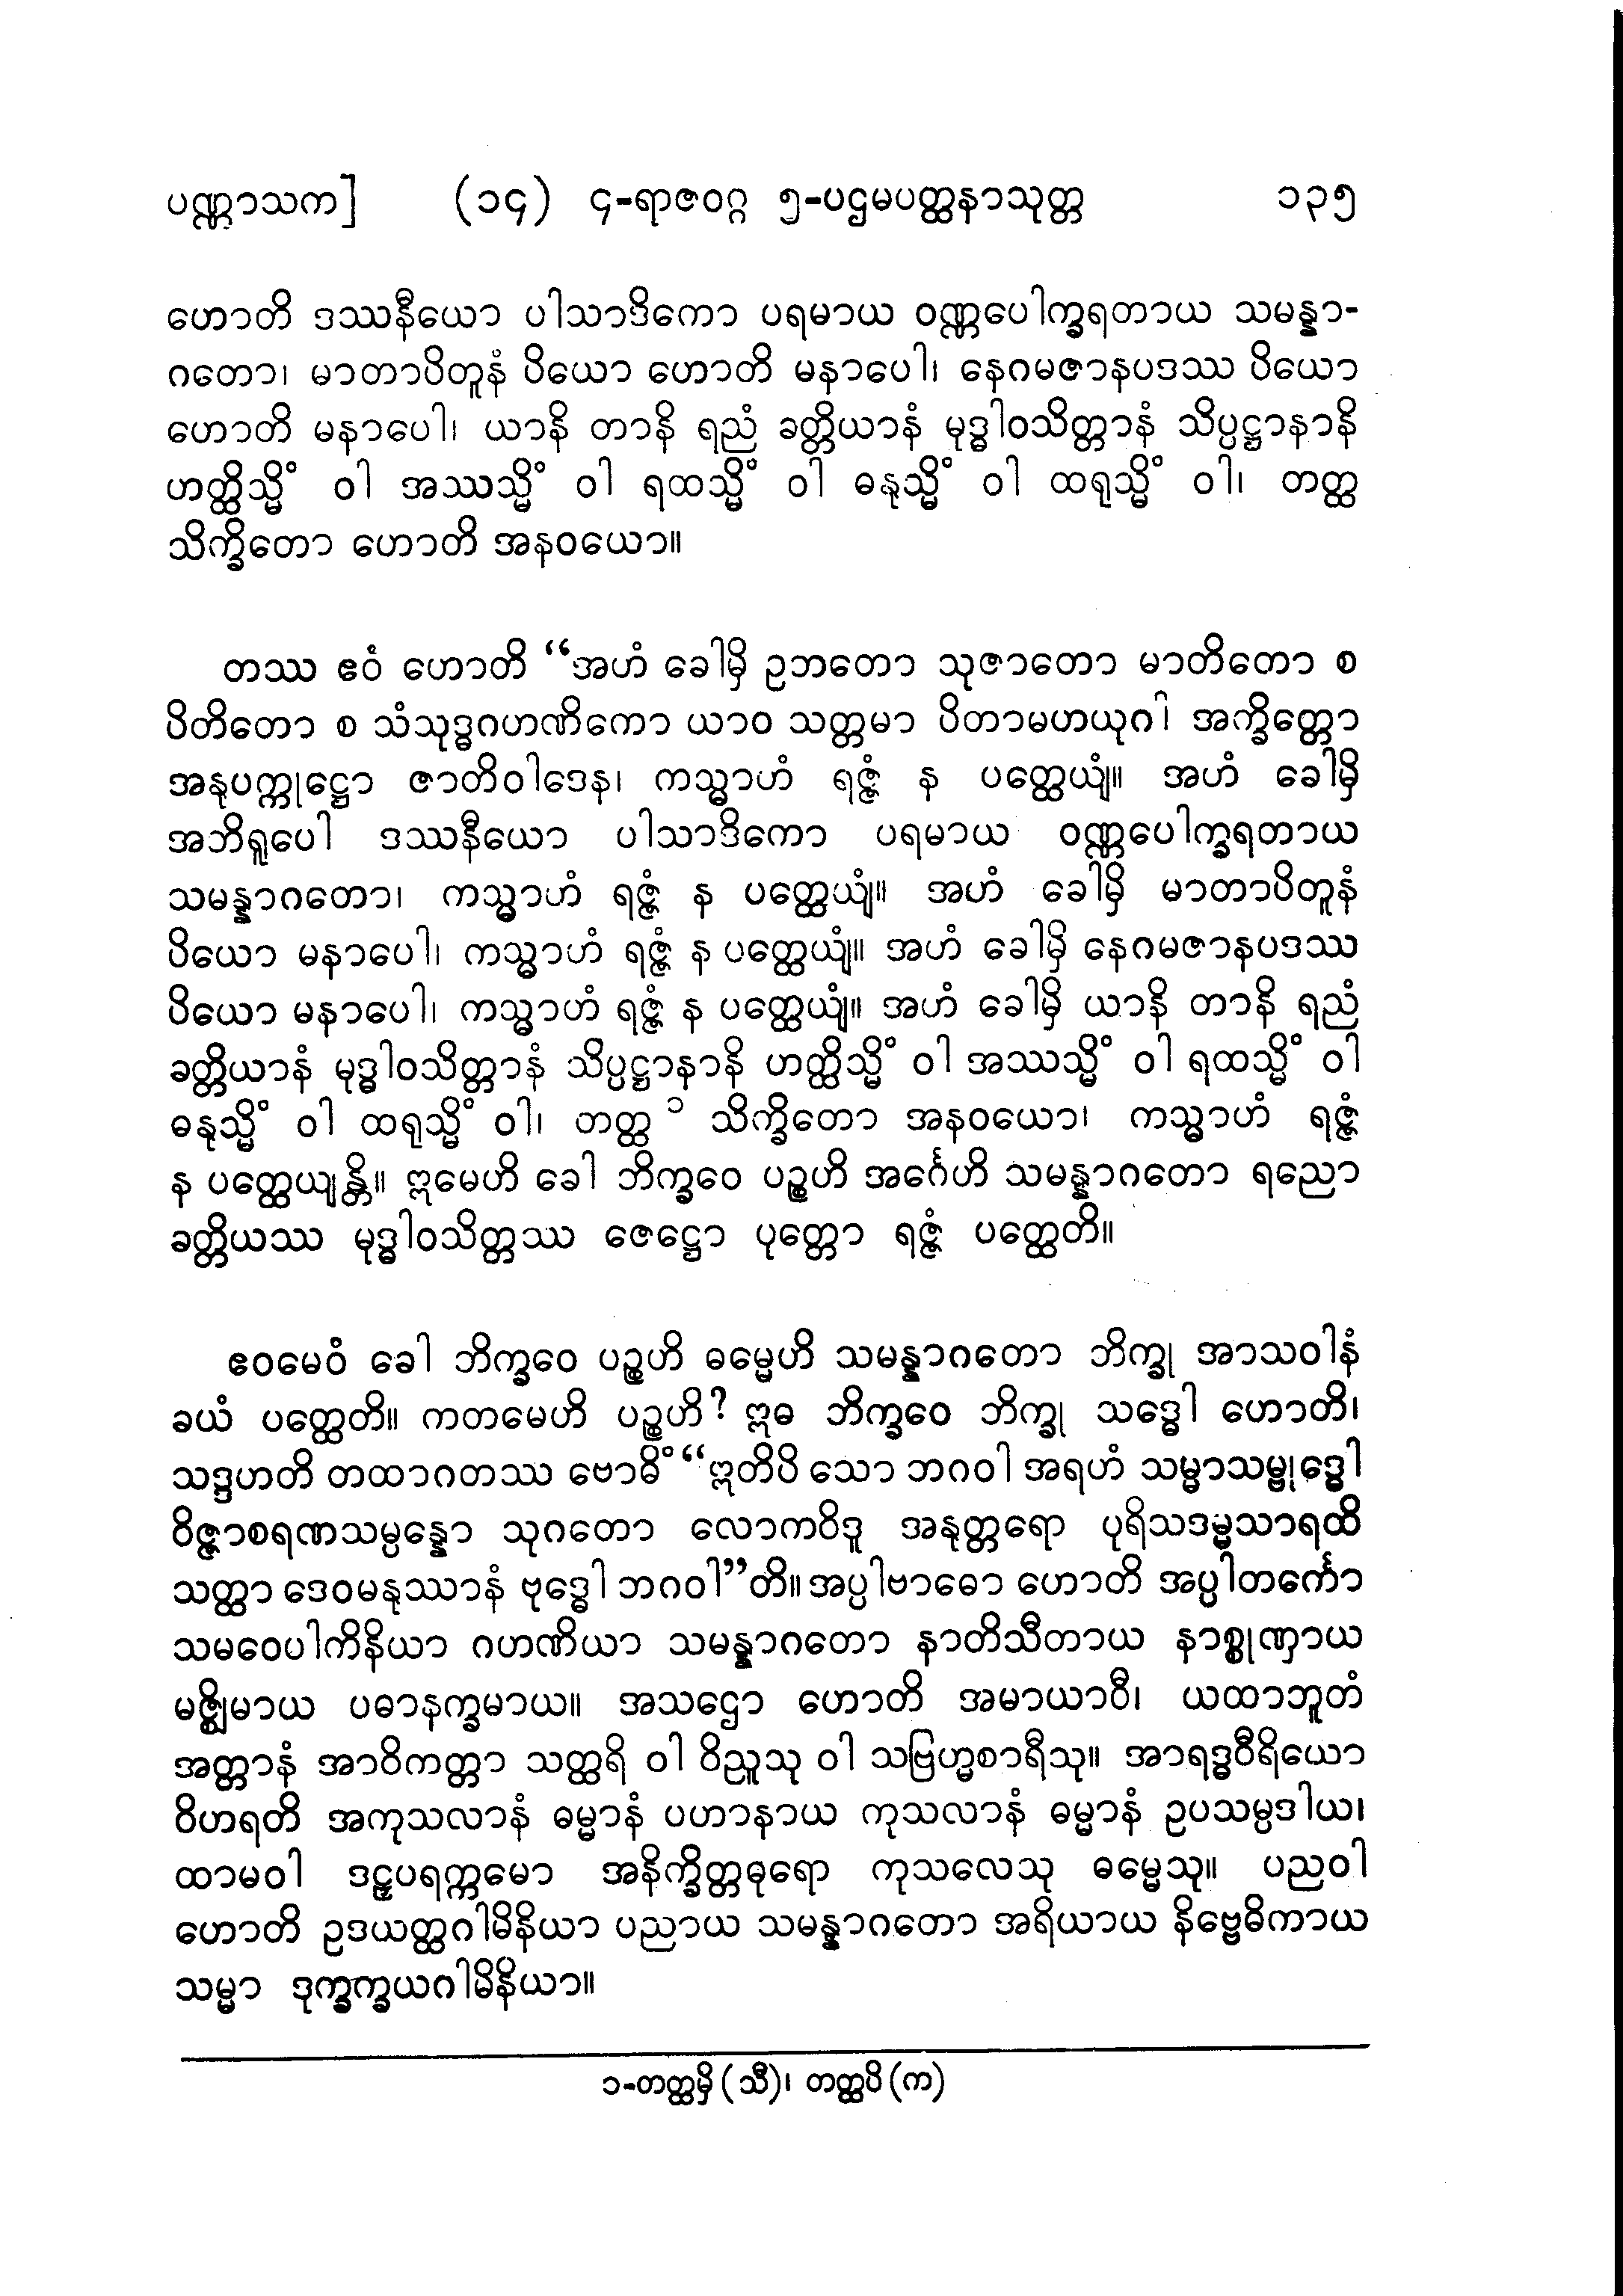 ပဏ္ဏာသက] (၁၄) ၄-ရာဇဝဂ္ဂ ၅-ပဌမပတ္ထနာသုတ္တ ၁၃၅
ဟောတိ ဒဿနီယော ပါသာဒိကော ပရမာယ ဝဏ္ဏပေါက္ခရတာယ သမန္နာ-
ဂတော၊ မာတာပိတူနံ ပိယော ဟောတိ မနာပေါ၊ နေဂမဇာနပဒဿ ပိယော
ဟောတိ မနာပေါ၊ ယာနိ တာနိ ရညံ ခတ္တိယာနံ မုဒ္ဓါဝသိတ္တာနံ သိပ္ပဋ္ဌာနာနိ
ဟတ္ထိသ္မိံ ဝါ အဿသ္မိံ ဝါ ရထသ္မိံ ဝါ ဓနုသ္မိံ ဝါ ထရုသ္မိံ ဝါ၊ တတ္ထ
သိက္ခိတော ဟောတိ အနဝယော။
တဿ ဧဝံ ဟောတိ “အဟံ ခေါမှိ ဥဘတော သုဇာတော မာတိတော စ
ပိတိတော စ သံသုဒ္ဓဂဟဏိကော ယာဝ သတ္တမာ ပိတာမဟယုဂါ အက္ခိတ္တော
အနုပက္ကုဋ္ဌော ဇာတိဝါဒေန၊ ကသ္မာဟံ ရဇ္ဇံ န ပတ္ထေယျံ။ အဟံ ခေါမှိ
အဘိရူပေါ ဒဿနီယော ပါသာဒိကော ပရမာယ ဝဏ္ဏပေါက္ခရတာယ
သမန္နာဂတော၊ ကသ္မာဟံ ရဇ္ဇံ န ပတ္ထေယျံ။ အဟံ ခေါမှိ မာတာပိတူနံ
ပိယော မနာပေါ၊ ကသ္မာဟံ ရဇ္ဇံ န ပတ္ထေယျံ။ အဟံ ခေါမှိ နေဂမဇာနပဒဿ
ပိယော မနာပေါ၊ ကသ္မာဟံ ရဇ္ဇံ န ပတ္ထေယျံ။ အဟံ ခေါမှိ ယာနိ တာနိ ရညံ
ခတ္တိယာနံ မုဒ္ဓါဝသိတ္တာနံ သိပ္ပဋ္ဌာနာနိ ဟတ္ထိသ္မိံ ဝါ အဿသ္မိံ ဝါ ရထသ္မိံ ဝါ
ဓနုသ္မိံ ဝါ ထရုသ္မိံ ဝါ၊ တတ္ထ ၁ သိက္ခိတော အနဝယော၊ ကသ္မာဟံ ရဇ္ဇံ
န ပတ္ထေယျန္တိ။ ဣမေဟိ ခေါ ဘိက္ခဝေ ပဉ္စဟိ အင်္ဂေဟိ သမန္နာဂတော ရညော
ခတ္တိယဿ မုဒ္ဓါဝသိတ္တဿ ဇေဋ္ဌော ပုတ္တော ရဇ္ဇံ ပတ္ထေတိ။
ဧဝမေဝံ ခေါ ဘိက္ခဝေ ပဉ္စဟိ ဓမ္မေဟိ သမန္နာဂတော ဘိက္ခု အာသဝါနံ
ခယံ ပတ္ထေတိ။ ကတမေဟိ ပဉ္စဟိ? ဣဓ ဘိက္ခဝေ ဘိက္ခု သဒ္ဓေါ ဟောတိ၊
သဒ္ဒဟတိ တထာဂတဿ ဗောဓိံ “ဣတိပိ သော ဘဂဝါ အရဟံ သမ္မာသမ္ဗုဒ္ဓေါ
ဝိဇ္ဇာစရဏသမ္ပန္နော သုဂတော လောကဝိဒူ အနုတ္တရော ပုရိသဒမ္မသာရထိ
သတ္ထာ ဒေဝမနုဿာနံ ဗုဒ္ဓေါ ဘဂဝါ”တိ။ အပ္ပါဗာဓော ဟောတိ အပ္ပါတင်္ကော
သမဝေပါကိနိယာ ဂဟဏိယာ သမန္နာဂတော နာတိသီတာယ နာစ္စုဏှာယ
မဇ္ဈိမာယ ပဓာနက္ခမာယ။ အသဌော ဟောတိ အမာယာဝီ၊ ယထာဘူတံ
အတ္တာနံ အာဝိကတ္တာ သတ္ထရိ ဝါ ဝိညူသု ဝါ သဗြဟ္မစာရီသု။ အာရဒ္ဓဝီရိယော
ဝိဟရတိ အကုသလာနံ ဓမ္မာနံ ပဟာနာယ ကုသလာနံ ဓမ္မာနံ ဥပသမ္ပဒါယ၊
ထာမဝါ ဒဠှပရက္ကမော အနိက္ခိတ္တဓုရော ကုသလေသု ဓမ္မေသု။ ပညဝါ
ဟောတိ ဥဒယတ္ထဂါမိနိယာ ပညာယ သမန္နာဂတော အရိယာယ နိဗ္ဗေဓိကာယ
သမ္မာ ဒုက္ခက္ခယဂါမိနိယာ။
၁-တတ္ထမှိ (သီ)၊ တတ္ထပိ (က)